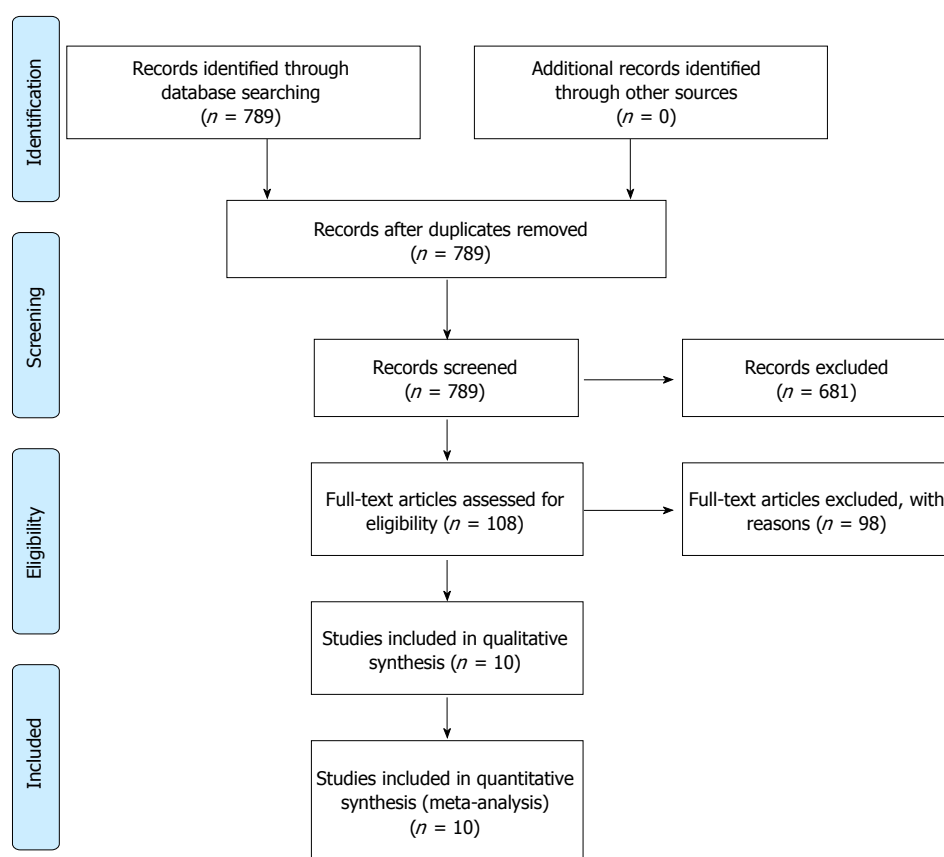 Identification
Records identified through
database searching
(n = 789)
Additional records identified
through other sources
(n = 0)
Records after duplicates removed
(n = 789)
Screening
Records screened
(n = 789)
Records excluded
(n = 681)
Eligibility
Full-text articles assessed for
eligibility (n = 108)
Full-text articles excluded, with
reasons (n = 98)
Studies included in qualitative
synthesis (n = 10)
Included
Studies included in quantitative
synthesis (meta-analysis)
(n = 10)